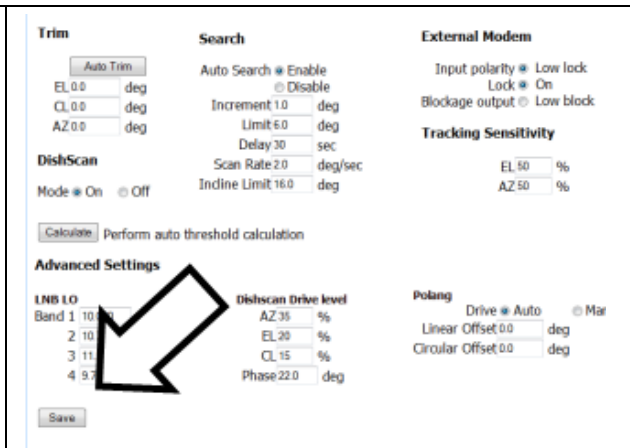 Trim
Auto Trim
EL 0.0 deg
CL 0.0 deg
AZ 0.0 deg
DishScan
Mode On Off
Search
Auto Search Enable
Disable
Increment 1.0 deg
Limit 6.0 deg
Delay 30 sec
Scan Rate 2.0 deg/sec
Incline Limit 16.0 deg
External Modem
Input polarity Low lock
Lock On
Blockage output Low block
Tracking Sensitivity
EL 50 %
AZ 50 %
Calculate Perform auto threshold calculation
Advanced Settings
LNB LO
Band 1
2
3
4
Dishscan Drive level
AZ 35 %
EL 20 %
CL 15 %
Phase 22.0 deg
Polang
Drive Auto
Linear Offset 0.0 deg
Circular Offset 0.0 deg
Save